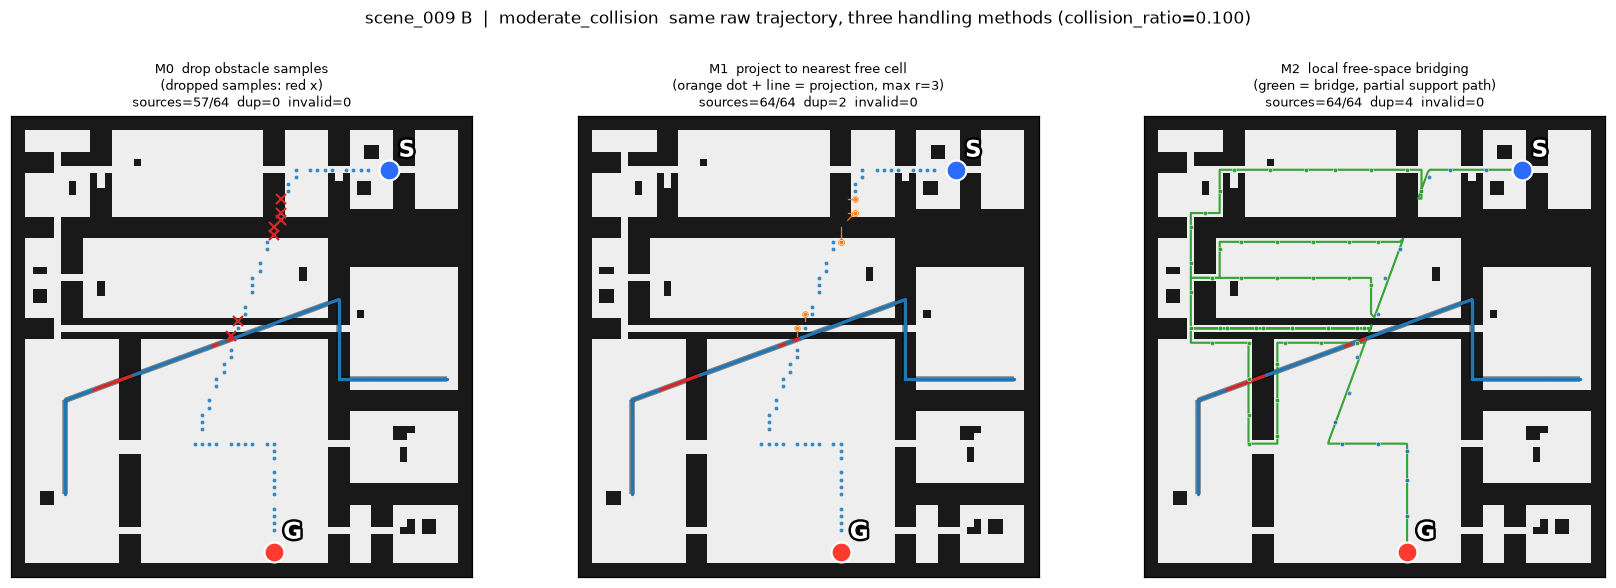 scene_009 B  |  moderate_collision  same raw trajectory, three handling methods (collision_ratio=0.100)
M0  drop obstacle samples
(dropped samples: red x)
sources=57/64  dup=0  invalid=0
M1  project to nearest free cell
(orange dot + line = projection, max r=3)
sources=64/64  dup=2  invalid=0
M2  local free-space bridging
(green = bridge, partial support path)
sources=64/64  dup=4  invalid=0
S
S
S
G
G
G